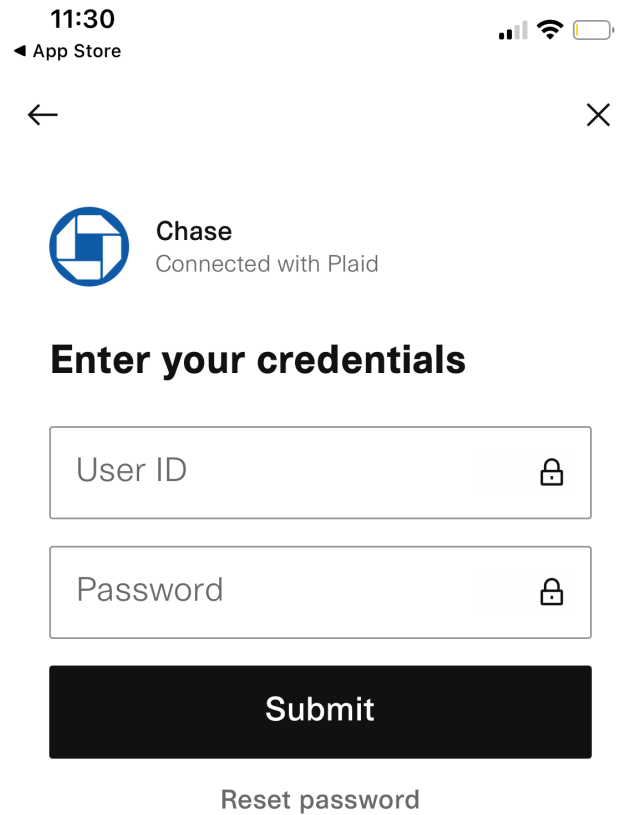 11:30
◀ App Store
Chase
Connected with Plaid
Enter your credentials
User ID
Password
Submit
Reset password